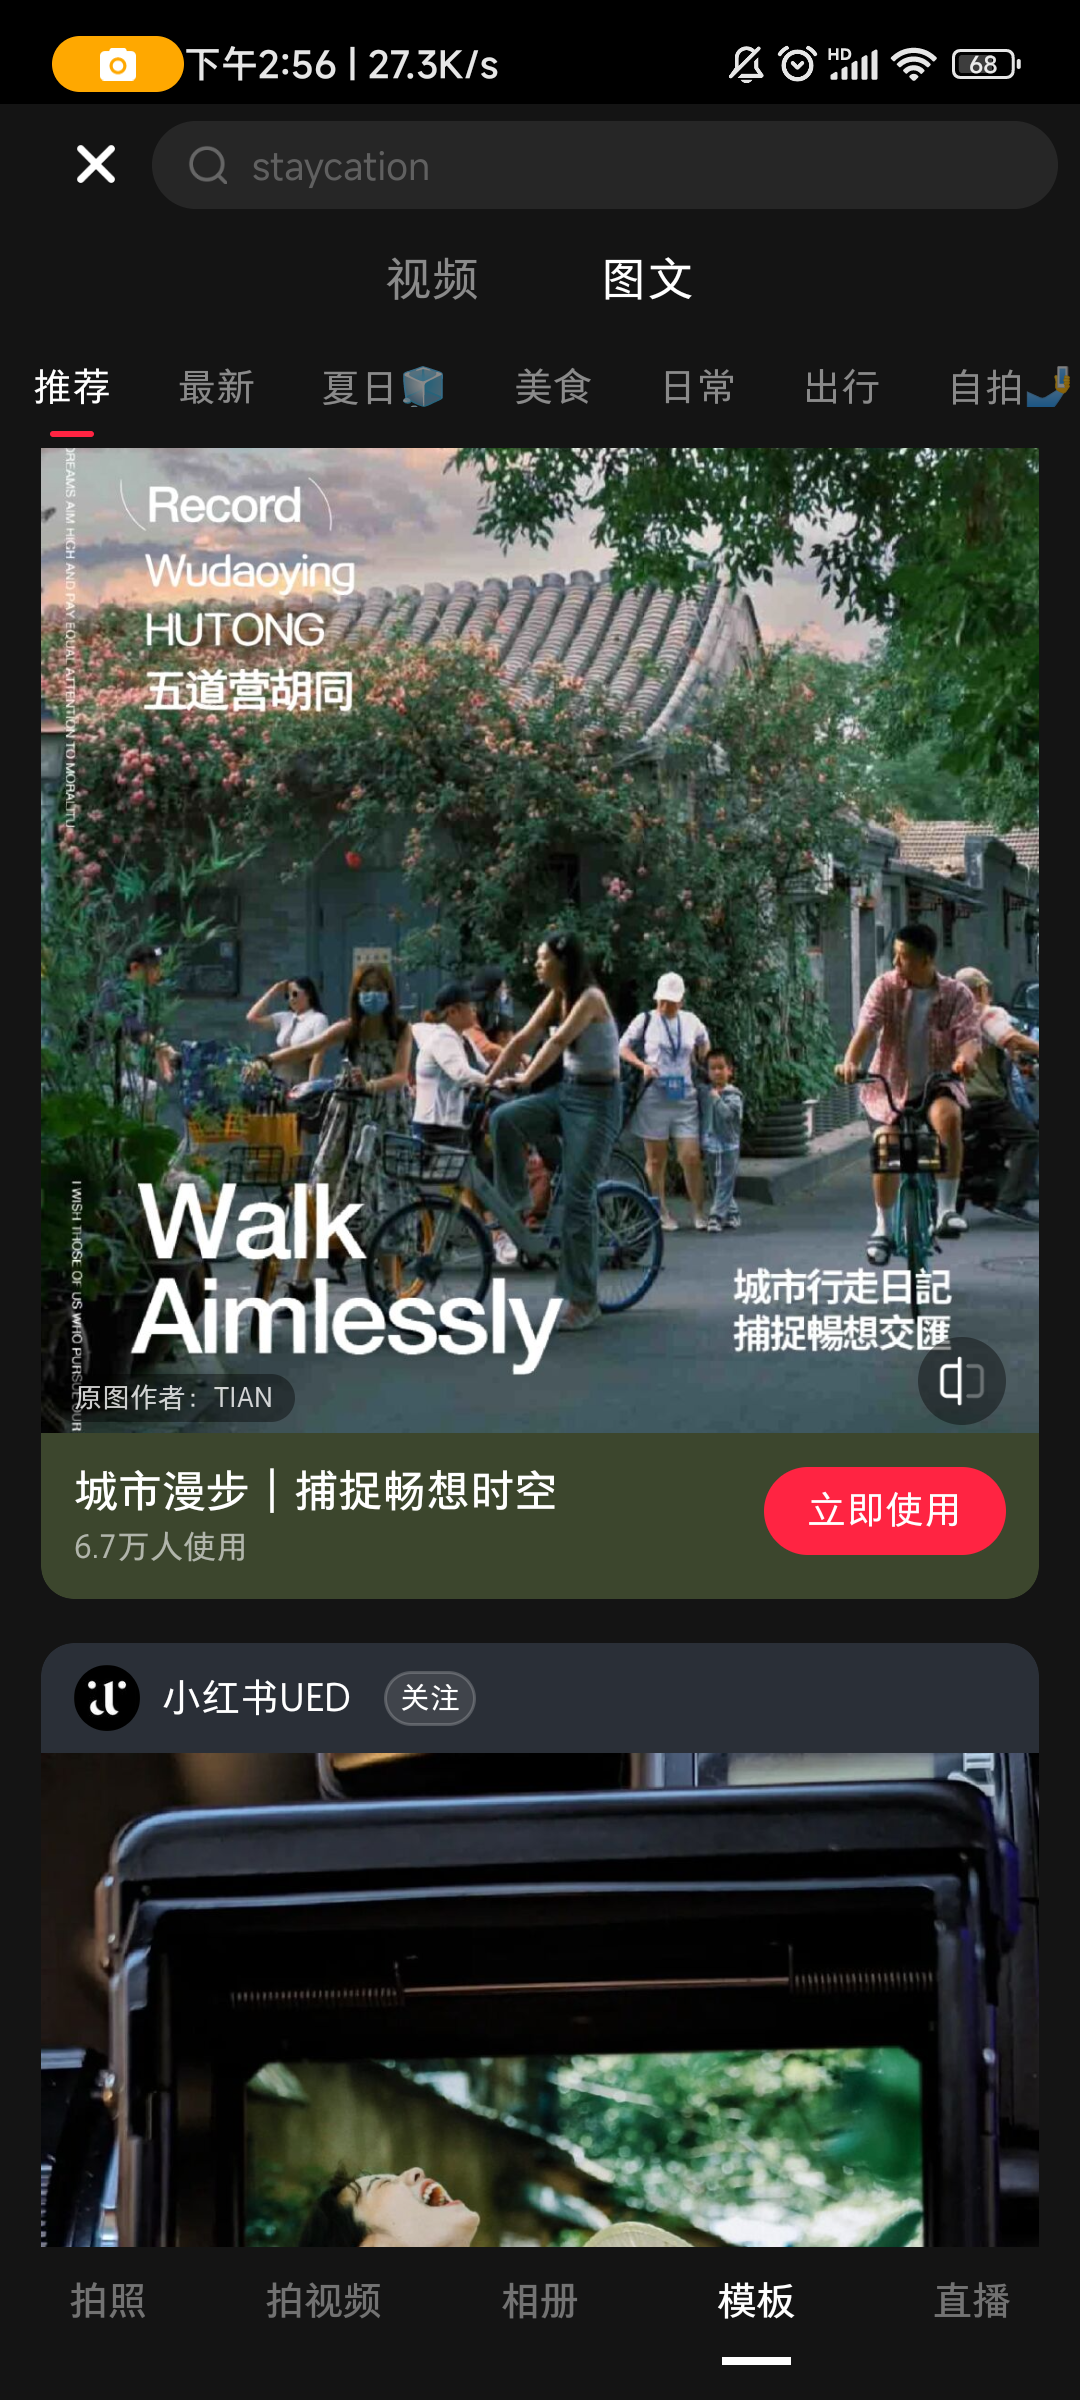 下午2:56 | 27.3K/s
HD
68
staycation
视频
图文
推荐
最新
夏日
美食
日常
出行
自拍
DREAMS AIM HIGH AND PAY EQUAL ATTENTION TO
Record
Wudaoying
HUTONG
五道营胡同
I WISH THOSE OF US WHO PURSUE OUR
Walk
Aimlessly
城市行走日記
捕捉暢想交匯
原图作者：TIAN
城市漫步｜捕捉畅想时空
6.7万人使用
立即使用
小红书UED
关注
拍照
拍视频
相册
模板
直播